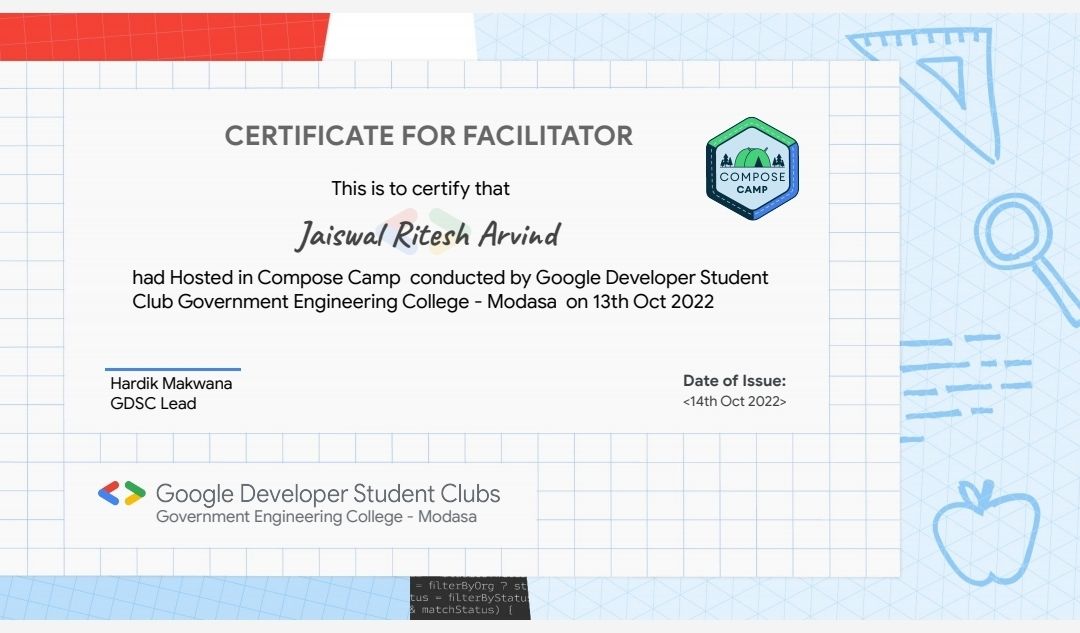 CERTIFICATE FOR FACILITATOR
COMPOSE
CAMP
This is to certify that
Jaiswal Ritesh Arvind
had Hosted in Compose Camp conducted by Google Developer Student
Club Government Engineering College - Modasa on 13th Oct 2022
Hardik Makwana
GDSC Lead
Date of Issue:
<14th Oct 2022>
Google Developer Student Clubs
Government Engineering College - Modasa
= filterByOrg ? st
tus = filterByStatus
& matchStatus) [